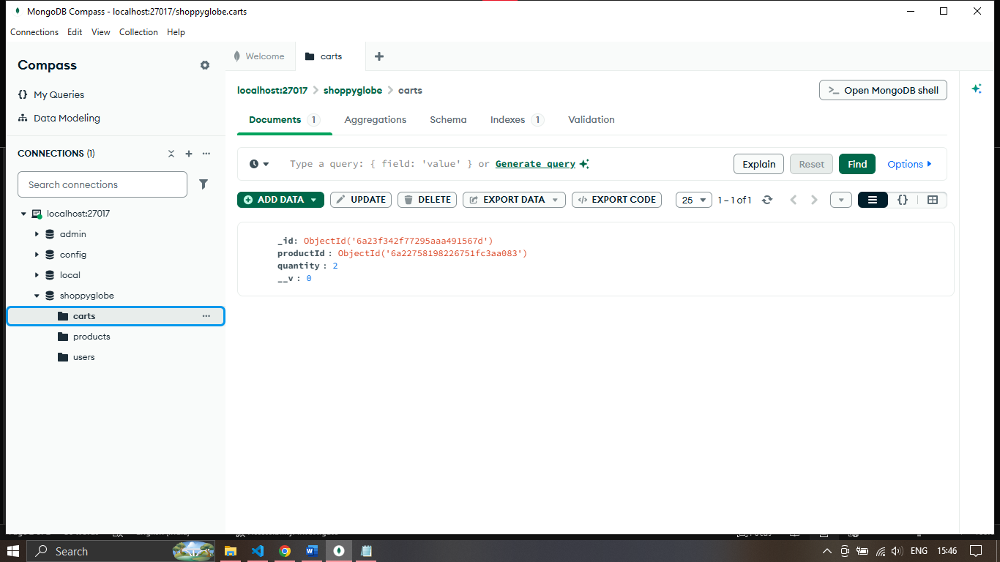 MongoDB Compass - localhost:27017/shoppyglobe.carts
Connections Edit View Collection Help
Compass
My Queries
Data Modeling
CONNECTIONS (1)
Search connections
localhost:27017
admin
config
local
shoppyglobe
carts
products
users
Welcome
carts
localhost:27017 shoppyglobe carts
>_ Open MongoDB shell
Documents 1 Aggregations Schema Indexes 1 Validation
Type a query: { field: 'value' } or Generate query
Explain Reset Find Options
ADD DATA UPDATE DELETE EXPORT DATA EXPORT CODE 25 1 – 1 of 1
_id: ObjectId('6a23f342f77295aaa491567d')
productId : ObjectId('6a22758198226751fc3aa083')
quantity : 2
__v : 0
Search
ENG 15:46